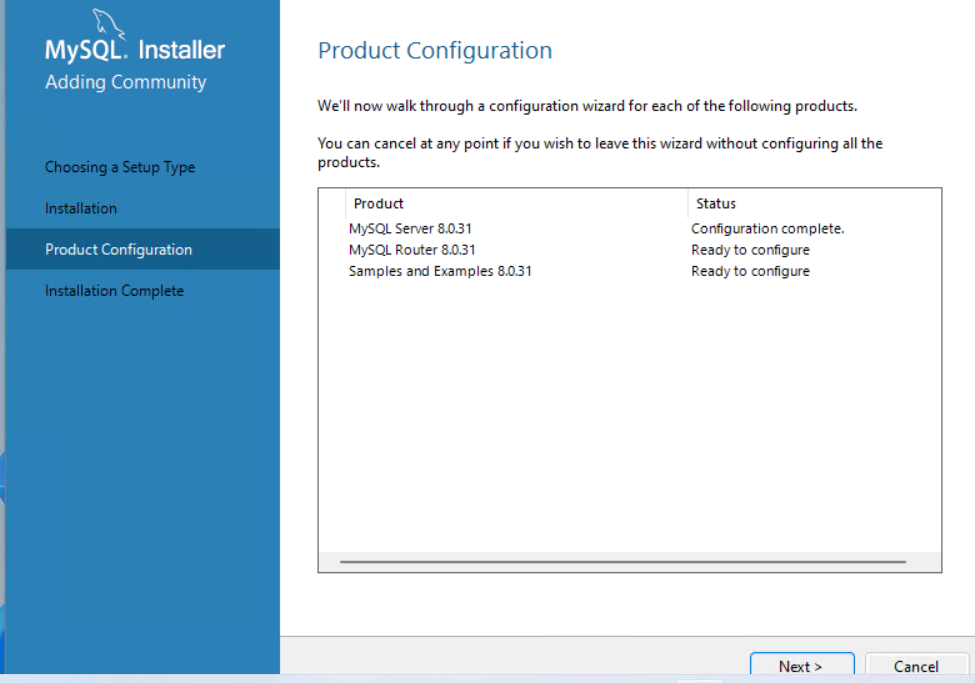 MySQL. Installer
Adding Community
Choosing a Setup Type
Installation
Product Configuration
Installation Complete
Product Configuration
We'll now walk through a configuration wizard for each of the following products.
You can cancel at any point if you wish to leave this wizard without configuring all the
products.
Product Status
MySQL Server 8.0.31 Configuration complete.
MySQL Router 8.0.31 Ready to configure
Samples and Examples 8.0.31 Ready to configure
Next > Cancel